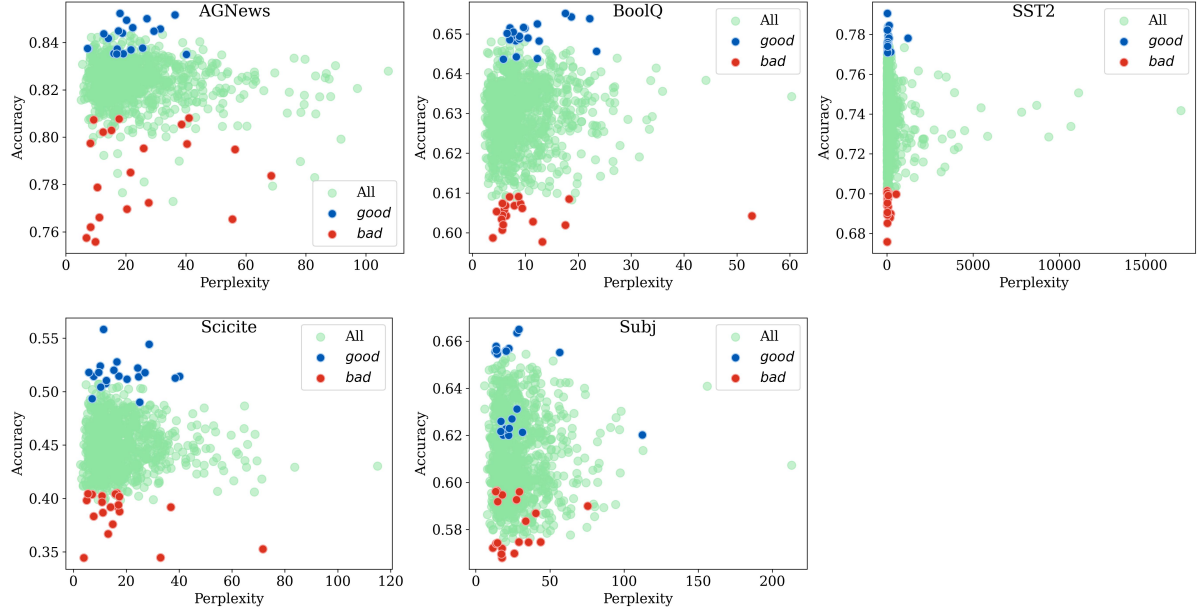 AGNews
Accuracy
0.84
0.82
0.80
0.78
0.76
0
20
40
60
80
100
Perplexity
All
good
bad
BoolQ
Accuracy
0.65
0.64
0.63
0.62
0.61
0.60
0
10
20
30
40
50
60
Perplexity
All
good
bad
SST2
Accuracy
0.78
0.76
0.74
0.72
0.70
0.68
0
5000
10000
15000
Perplexity
All
good
bad
Scicite
Accuracy
0.55
0.50
0.45
0.40
0.35
0
20
40
60
80
100
120
Perplexity
All
good
bad
Subj
Accuracy
0.66
0.64
0.62
0.60
0.58
0
50
100
150
200
Perplexity
All
good
bad